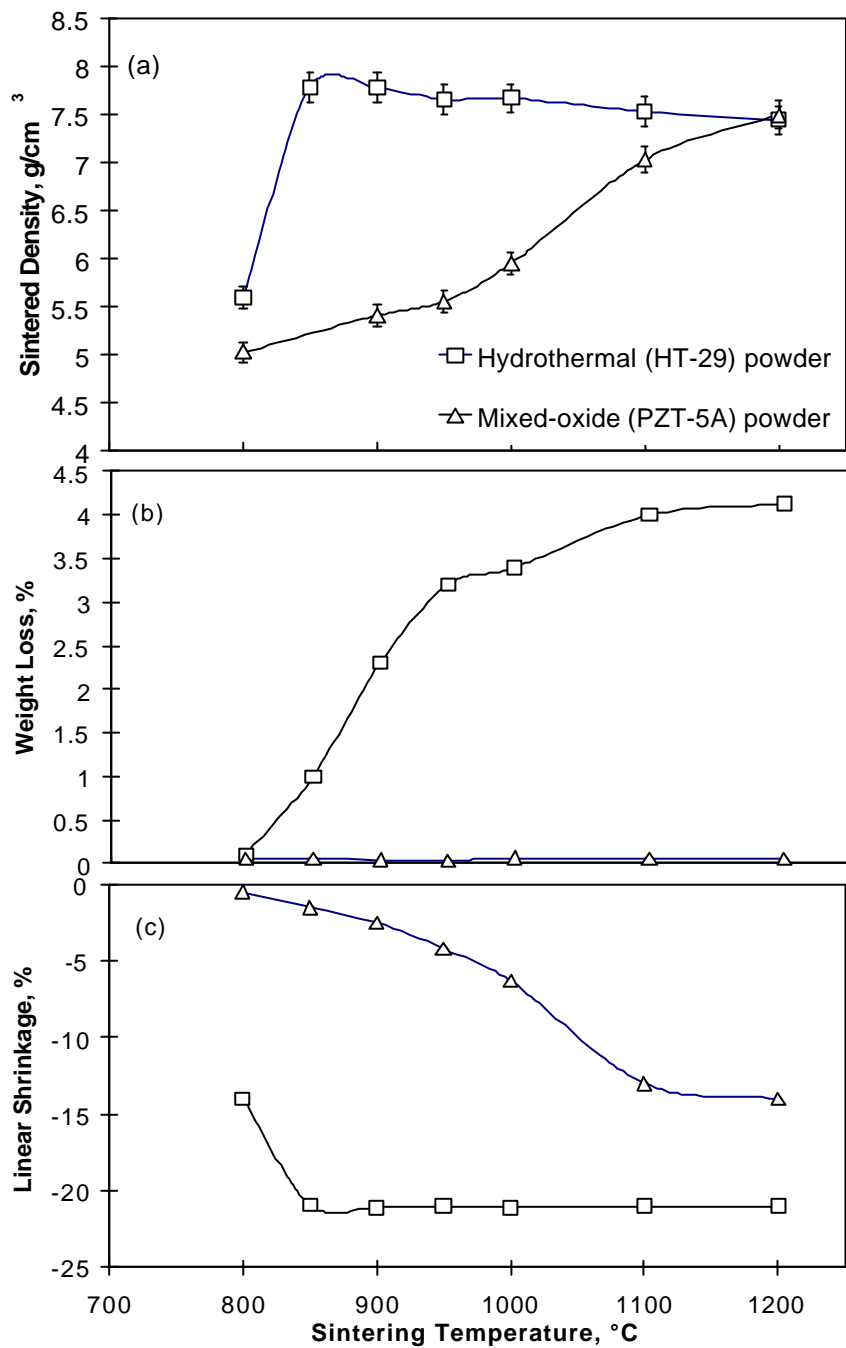 8.5
(a)
8
7.5
7
6.5
6
5.5
5
4.5
4
Sintered Density, g/cm 3
Hydrothermal (HT-29) powder
Mixed-oxide (PZT-5A) powder
4.5
(b)
4
3.5
3
2.5
2
1.5
1
0.5
0
Weight Loss, %
0
(c)
-5
-10
-15
-20
-25
Linear Shrinkage, %
700 800 900 1000 1100 1200
Sintering Temperature, °C